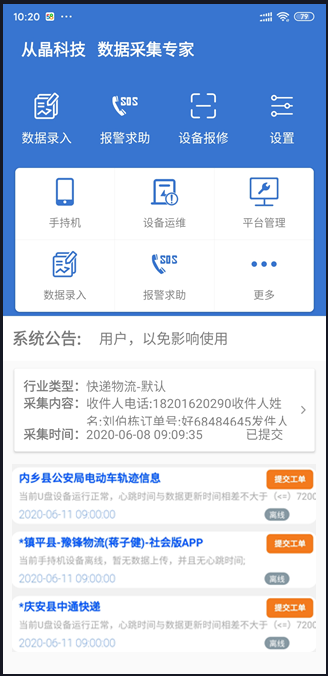 10:20
79
从晶科技 数据采集专家
SOS
数据录入 报警求助 设备报修 设置
手持机 设备运维 平台管理
SOS
数据录入 报警求助 更多
系统公告: 用户，以免影响使用
行业类型: 快递物流-默认
采集内容: 收件人电话:18201620290收件人姓
名:刘伯栋订单号:好68484645发件人
采集时间: 2020-06-08 09:09:35 已提交
内乡县公安局电动车轨迹信息 提交工单
当前U盘设备运行正常，心跳时间与数据更新时间相差不大于（<=）7200
2020-06-11 09:00:00 离线
*镇平县-豫锋物流(蒋子健)-社会版APP 提交工单
当前手持机设备离线，暂无数据上传，并且无心跳时间;
2020-06-11 09:00:00 离线
*庆安县中通快递 提交工单
当前U盘设备运行正常，心跳时间与数据更新时间相差不大于（<=）7200
2020-06-11 09:00:00 离线